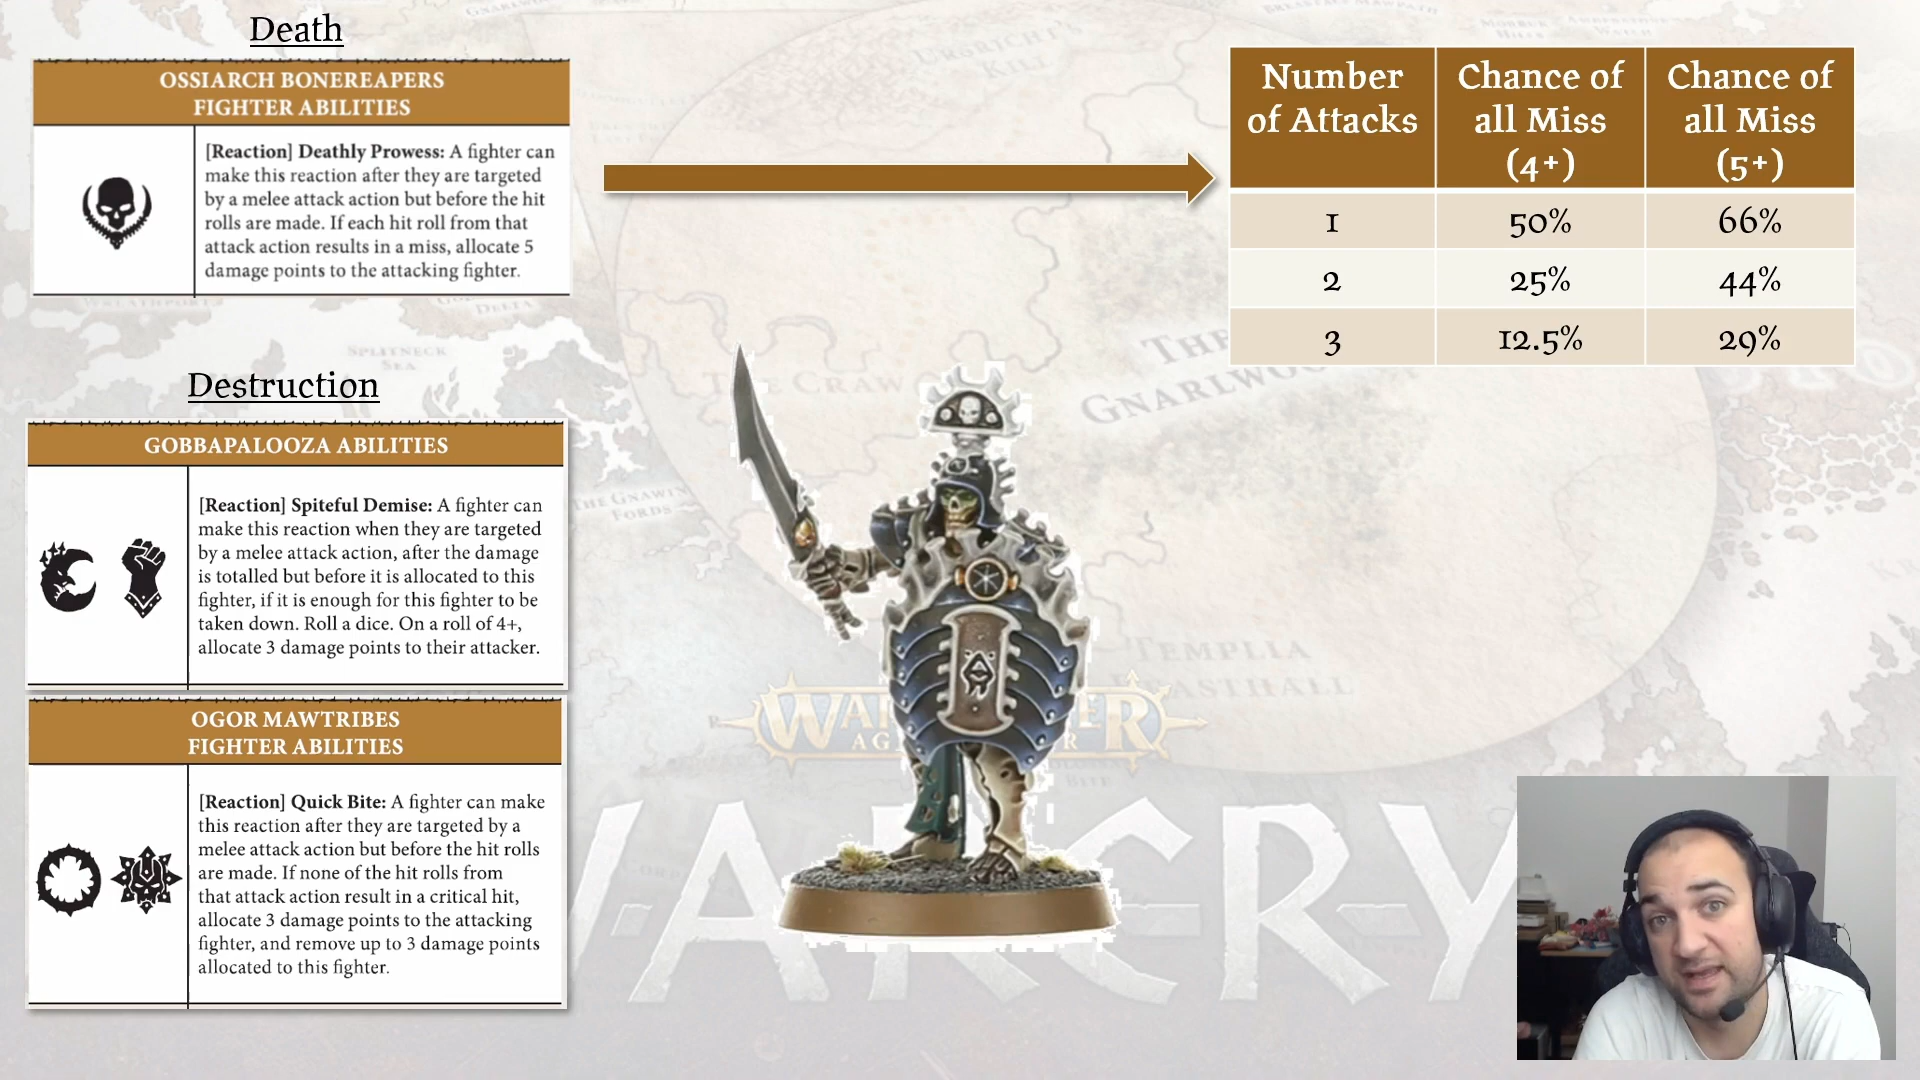 Death
OSSIARCH BONEREAPERS
FIGHTER ABILITIES
[Reaction] Deathly Prowess: A fighter can
make this reaction after they are targeted
by a melee attack action but before the hit
rolls are made. If each hit roll from that
attack action results in a miss, allocate 5
damage points to the attacking fighter.
Destruction
GOBBAPALOOZA ABILITIES
[Reaction] Spiteful Demise: A fighter can
make this reaction when they are targeted
by a melee attack action, after the damage
is totalled but before it is allocated to this
fighter, if it is enough for this fighter to be
taken down. Roll a dice. On a roll of 4+,
allocate 3 damage points to their attacker.
OGOR MAWTRIBES
FIGHTER ABILITIES
[Reaction] Quick Bite: A fighter can make
this reaction after they are targeted by a
melee attack action but before the hit rolls
are made. If none of the hit rolls from
that attack action result in a critical hit,
allocate 3 damage points to the attacking
fighter, and remove up to 3 damage points
allocated to this fighter.
Number of Attacks
Chance of all Miss (4+)
Chance of all Miss (5+)
1 50% 66%
2 25% 44%
3 12.5% 29%
SPLITNECK
SEA
THE
GNARLWO
TEMPLIA